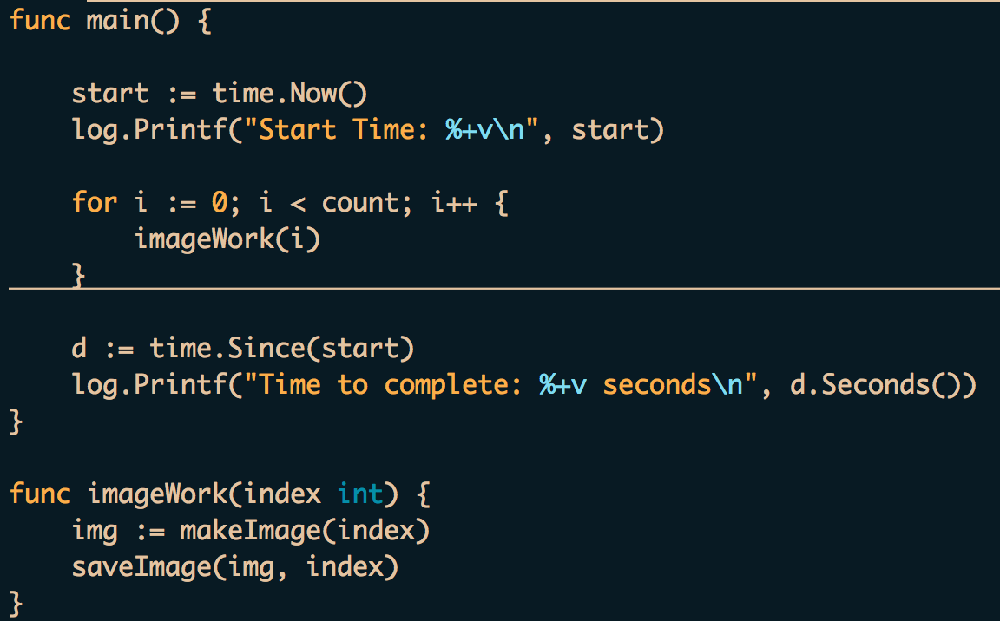 func main() {
    start := time.Now()
    log.Printf("Start Time: %+v\n", start)
    for i := 0; i < count; i++ {
        imageWork(i)
    }
    d := time.Since(start)
    log.Printf("Time to complete: %+v seconds\n", d.Seconds())
}
func imageWork(index int) {
    img := makeImage(index)
    saveImage(img, index)
}